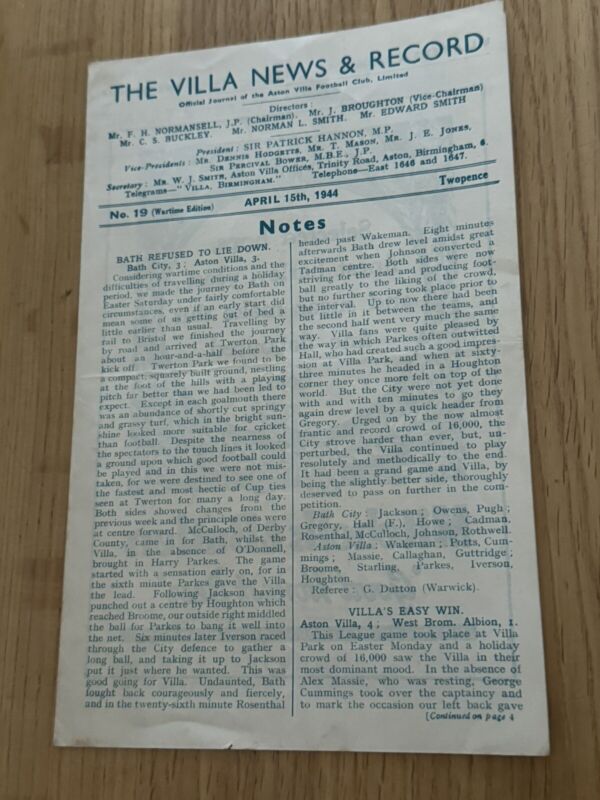 THE VILLA NEWS & RECORD
Official Journal of the Aston Villa Football Club, Limited
Directors :
Mr. F. H. NORMANSELL, J.P. (Chairman). Mr. J. BROUGHTON (Vice-Chairman)
Mr. C. S. BUCKLEY. Mr. NORMAN L. SMITH. Mr. EDWARD SMITH
President : SIR PATRICK HANNON, M.P.
Vice-Presidents : Mr. DENNIS HODGETTS, Mr. T. MASON, Mr. J. E. JONES,
SIR PERCIVAL BOWER, M.B.E., J.P.
Secretary : Mr. W. J. SMITH, Aston Villa Offices, Trinity Road, Aston, Birmingham, 6.
Telegrams—" VILLA, BIRMINGHAM." Telephone—East 1646 and 1647.
No. 19 (Wartime Edition) APRIL 15th, 1944 Twopence
Notes
BATH REFUSED TO LIE DOWN.
Bath City, 3 ; Aston Villa, 3.
Considering wartime conditions and the
difficulties of travelling during a holiday
period, we made the journey to Bath on
Easter Saturday under fairly comfortable
circumstances, even if an early start did
mean some of us getting out of bed a
little earlier than usual. Travelling by
rail to Bristol we finished the journey
by road and arrived at Twerton Park
about an hour-and-a-half before the
kick off. Twerton Park we found to be
a compact, squarely built ground, nestling
at the foot of the hills with a playing
pitch far better than we had been led to
expect. Except in each goalmouth there
was an abundance of shortly cut springy
and grassy turf, which in the bright sun-
shine looked more suitable for cricket
than football. Despite the nearness of
the spectators to the touch lines it looked
a ground upon which good football could
be played and in this we were not mis-
taken, for we were destined to see one of
the fastest and most hectic of Cup ties
seen at Twerton for many a long day.
Both sides showed changes from the
previous week and the principle ones were
at centre forward. McCulloch, of Derby
County, came in for Bath, whilst the
Villa, in the absence of O'Donnell,
brought in Harry Parkes. The game
started with a sensation early on, for in
the sixth minute Parkes gave the Villa
the lead. Following Jackson having
punched out a centre by Houghton which
reached Broome, our outside right middled
the ball for Parkes to bang it well into
the net. Six minutes later Iverson raced
through the City defence to gather a
long ball, and taking it up to Jackson
put it just where he wanted. This was
good going for Villa. Undaunted, Bath
fought back courageously and fiercely,
and in the twenty-sixth minute Rosenthal
headed past Wakeman. Eight minutes
afterwards Bath drew level amidst great
excitement when Johnson converted a
Tadman centre. Both sides were now
striving for the lead and producing foot-
ball greatly to the liking of the crowd,
but no further scoring took place prior to
the interval. Up to now there had been
but little in it between the teams, and
the second half went very much the same
way. Villa fans were quite pleased by
the way in which Parkes often outwitted
Hall, who had created such a good impres-
sion at Villa Park, and when at sixty-
three minutes he headed in a Houghton
corner they once more felt on top of the
world. But the City were not yet done
with and with ten minutes to go they
again drew level by a quick header from
Gregory. Urged on by the now almost
frantic and record crowd of 16,000, the
City strove harder than ever, but, un-
perturbed, the Villa continued to play
resolutely and methodically to the end.
It had been a grand game and Villa, by
being the slightly better side, thoroughly
deserved to pass on further in the com-
petition.
Bath City : Jackson ; Owens, Pugh ;
Gregory, Hall (F.), Howe ; Cadman,
Rosenthal, McCulloch, Johnson, Rothwell.
Aston Villa : Wakeman ; Potts, Cum-
mings ; Massie, Callaghan, Guttridge ;
Broome, Starling, Parkes, Iverson,
Houghton.
Referee : G. Dutton (Warwick).
VILLA'S EASY WIN.
Aston Villa, 4 ; West Brom. Albion, 1.
This League game took place at Villa
Park on Easter Monday and a holiday
crowd of 16,000 saw the Villa in their
most dominant mood. In the absence of
Alex Massie, who was resting, George
Cummings took over the captaincy and
to mark the occasion our left back gave
[Continued on page 4